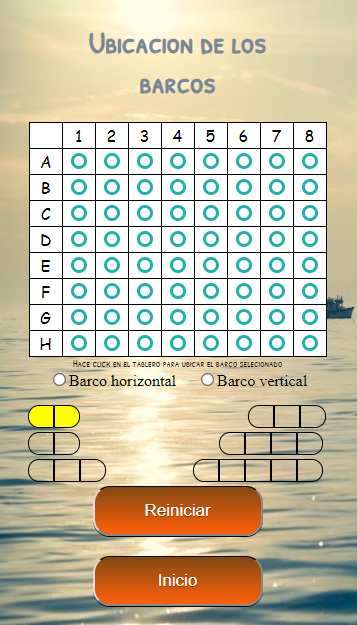 Ubicacion de los
barcos
1 2 3 4 5 6 7 8
A
B
C
D
E
F
G
H
Hace click en el tablero para ubicar el barco selecionado
Barco horizontal Barco vertical
Reiniciar
Inicio